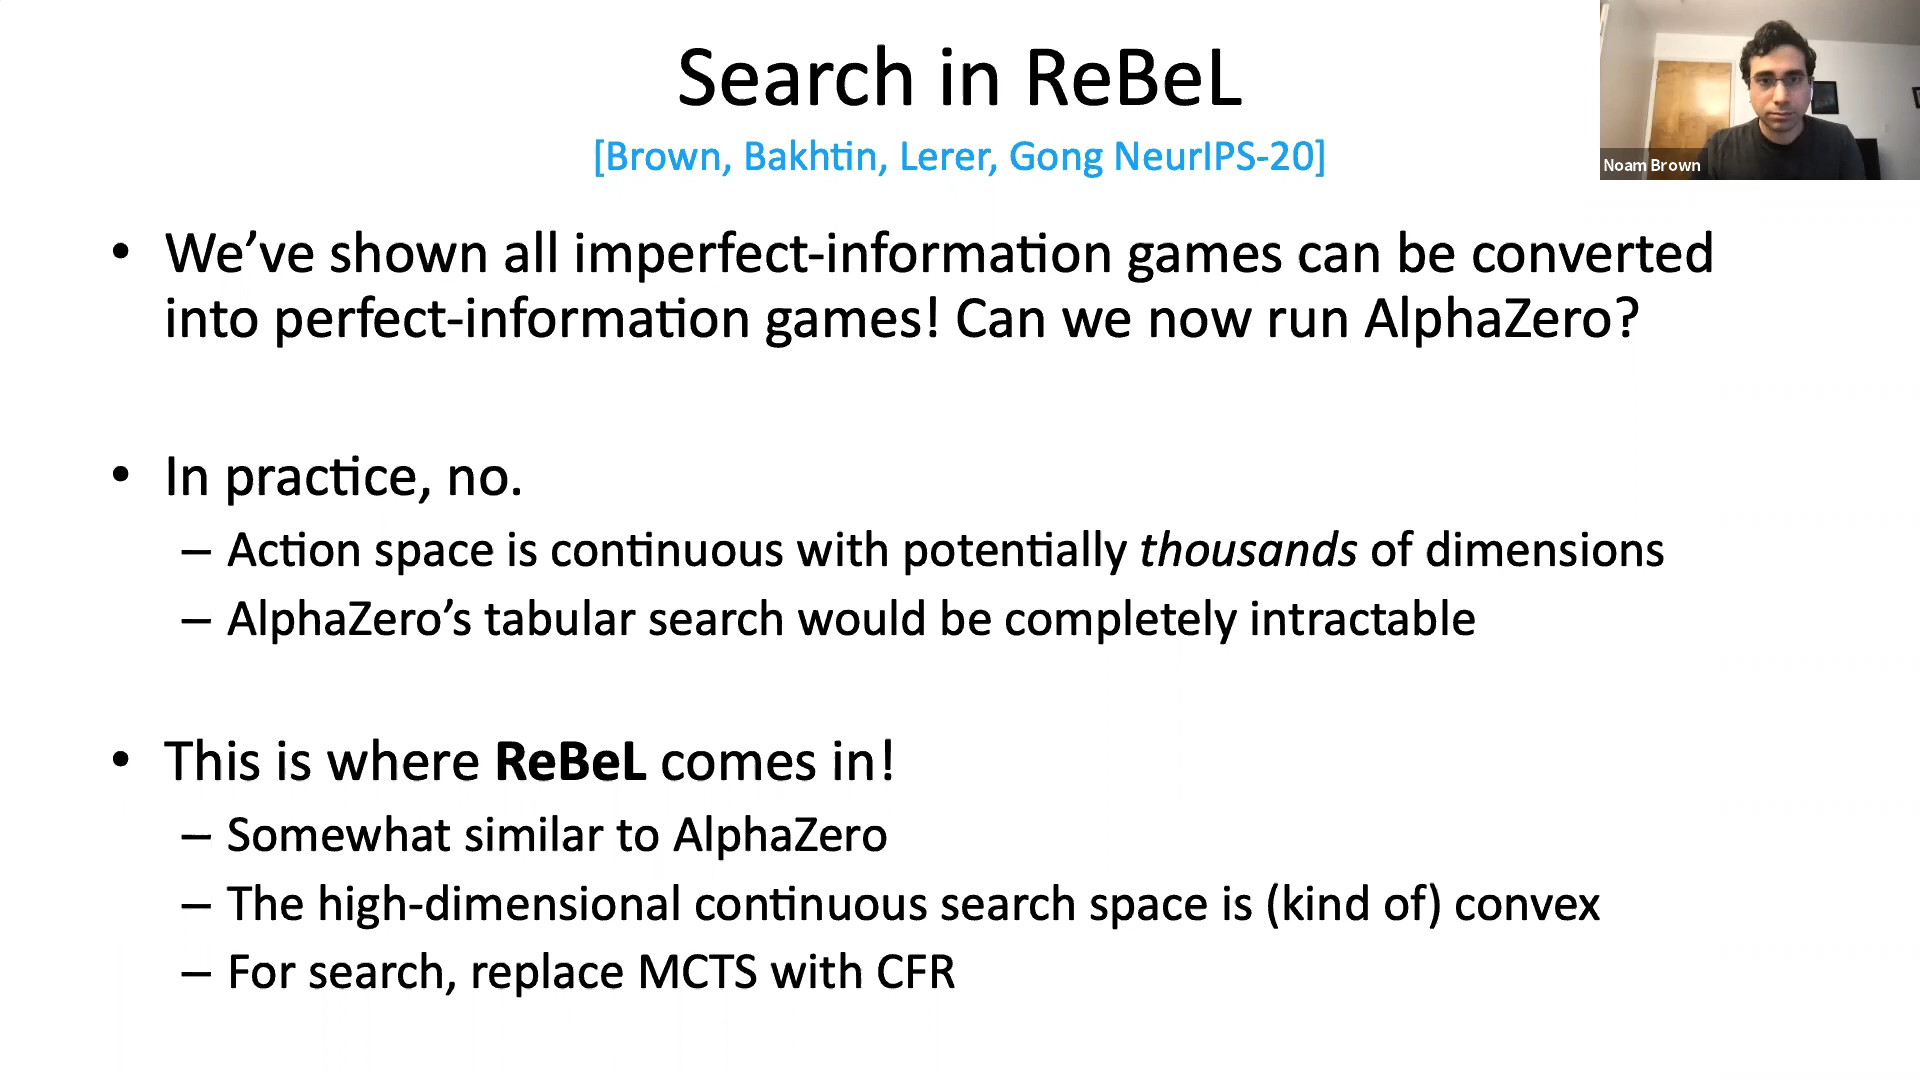 Search in ReBeL
[Brown, Bakhtin, Lerer, Gong NeurIPS-20]
Noam Brown
• We’ve shown all imperfect-information games can be converted
into perfect-information games! Can we now run AlphaZero?
• In practice, no.
– Action space is continuous with potentially thousands of dimensions
– AlphaZero’s tabular search would be completely intractable
• This is where ReBeL comes in!
– Somewhat similar to AlphaZero
– The high-dimensional continuous search space is (kind of) convex
– For search, replace MCTS with CFR